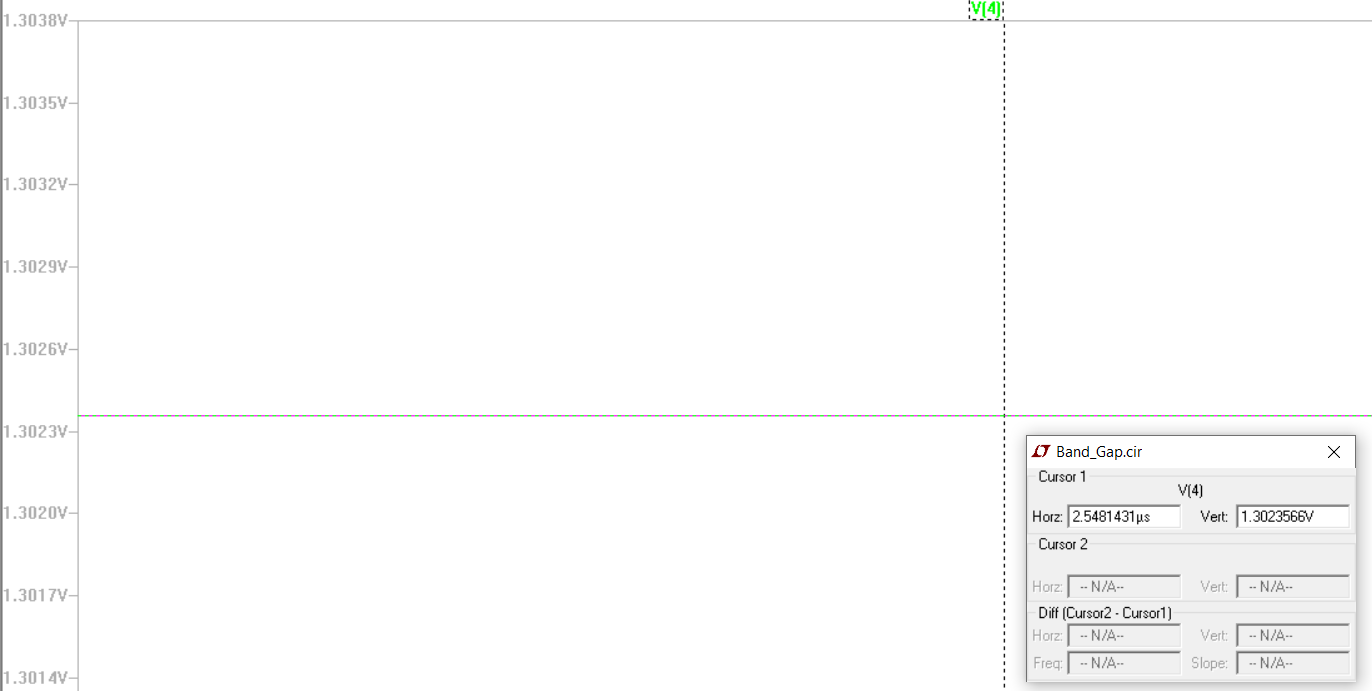 V(4)
1.3038V
1.3035V
1.3032V
1.3029V
1.3026V
1.3023V
1.3020V
1.3017V
1.3014V
Band_Gap.cir
Cursor 1
V(4)
Horz: 2.5481431µs Vert: 1.3023566V
Cursor 2
Horz: -- N/A-- Vert: -- N/A--
Diff (Cursor2 - Cursor1)
Horz: -- N/A-- Vert: -- N/A--
Freq: -- N/A-- Slope: -- N/A--